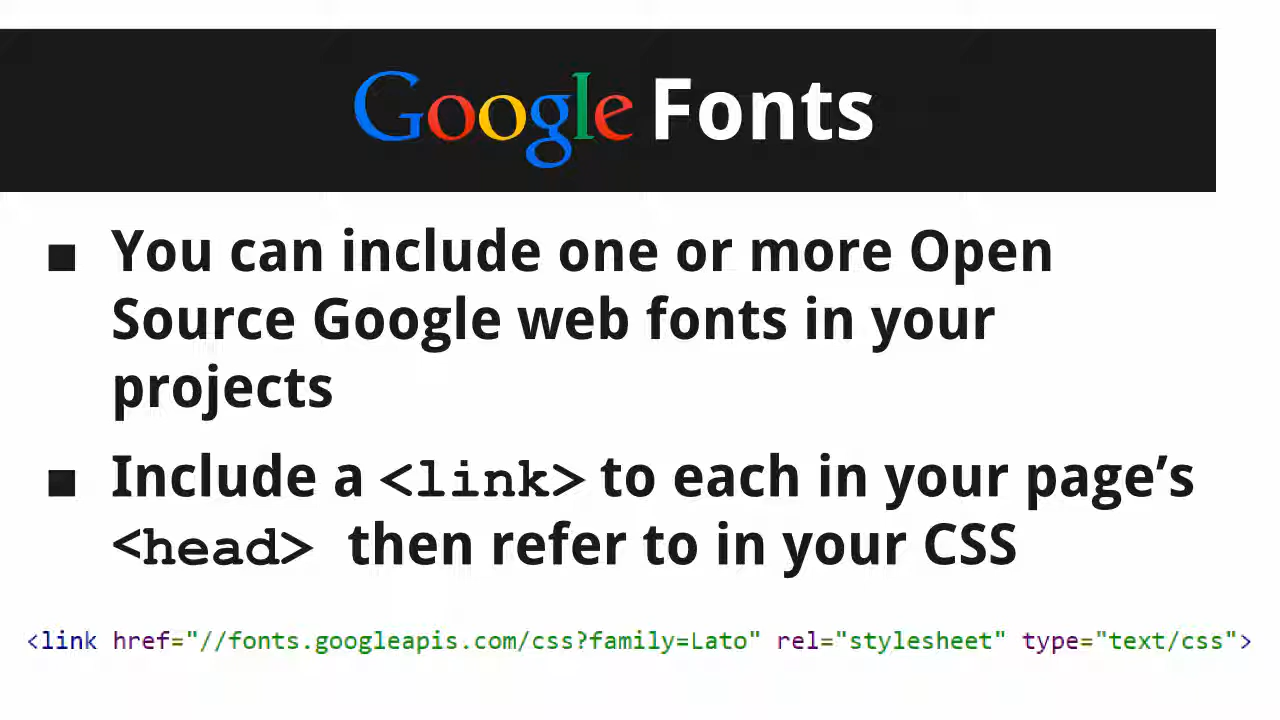 Google Fonts
▪ You can include one or more Open
Source Google web fonts in your
projects
▪ Include a <link> to each in your page’s
<head> then refer to in your CSS
<link href="//fonts.googleapis.com/css?family=Lato" rel="stylesheet" type="text/css">